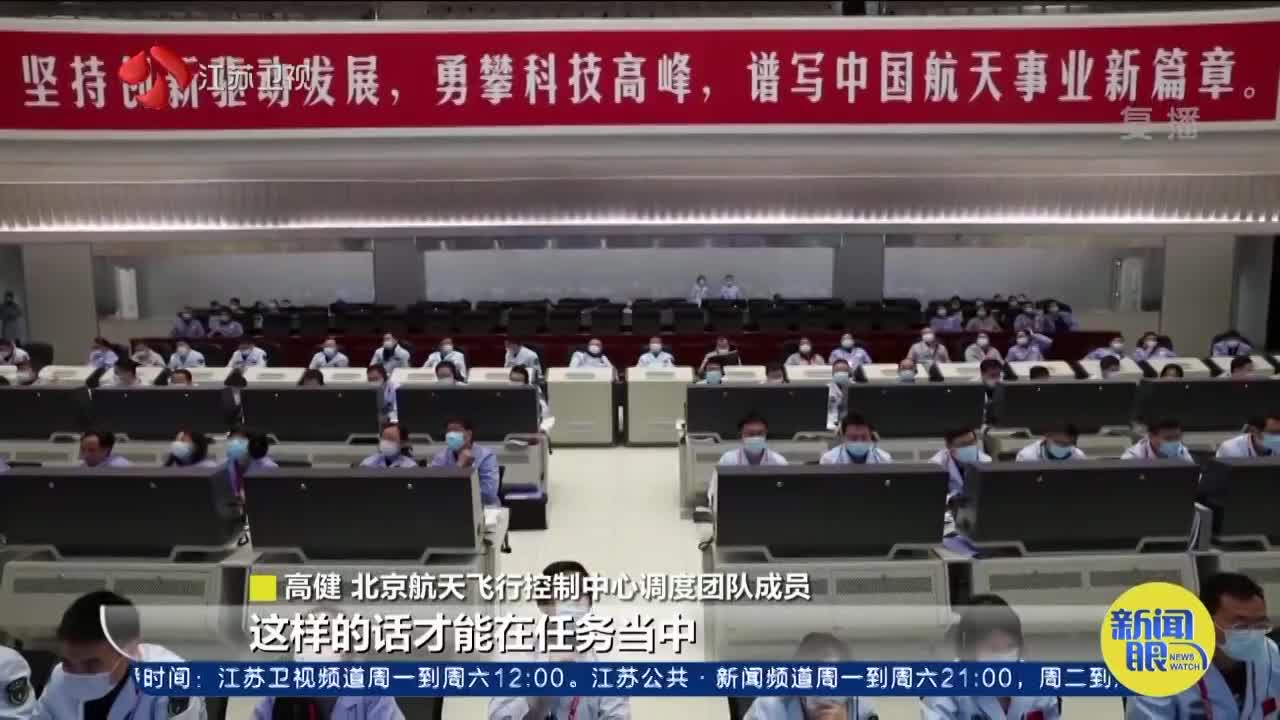 坚持创新驱动发展，勇攀科技高峰，谱写中国航天事业新篇章。
江苏卫视
复播
高健 北京航天飞行控制中心调度团队成员
这样的话才能在任务当中
时间：江苏卫视频道周一到周六12:00。江苏公共·新闻频道周一到周六21:00，周二到
新闻眼
NEWS WATCH